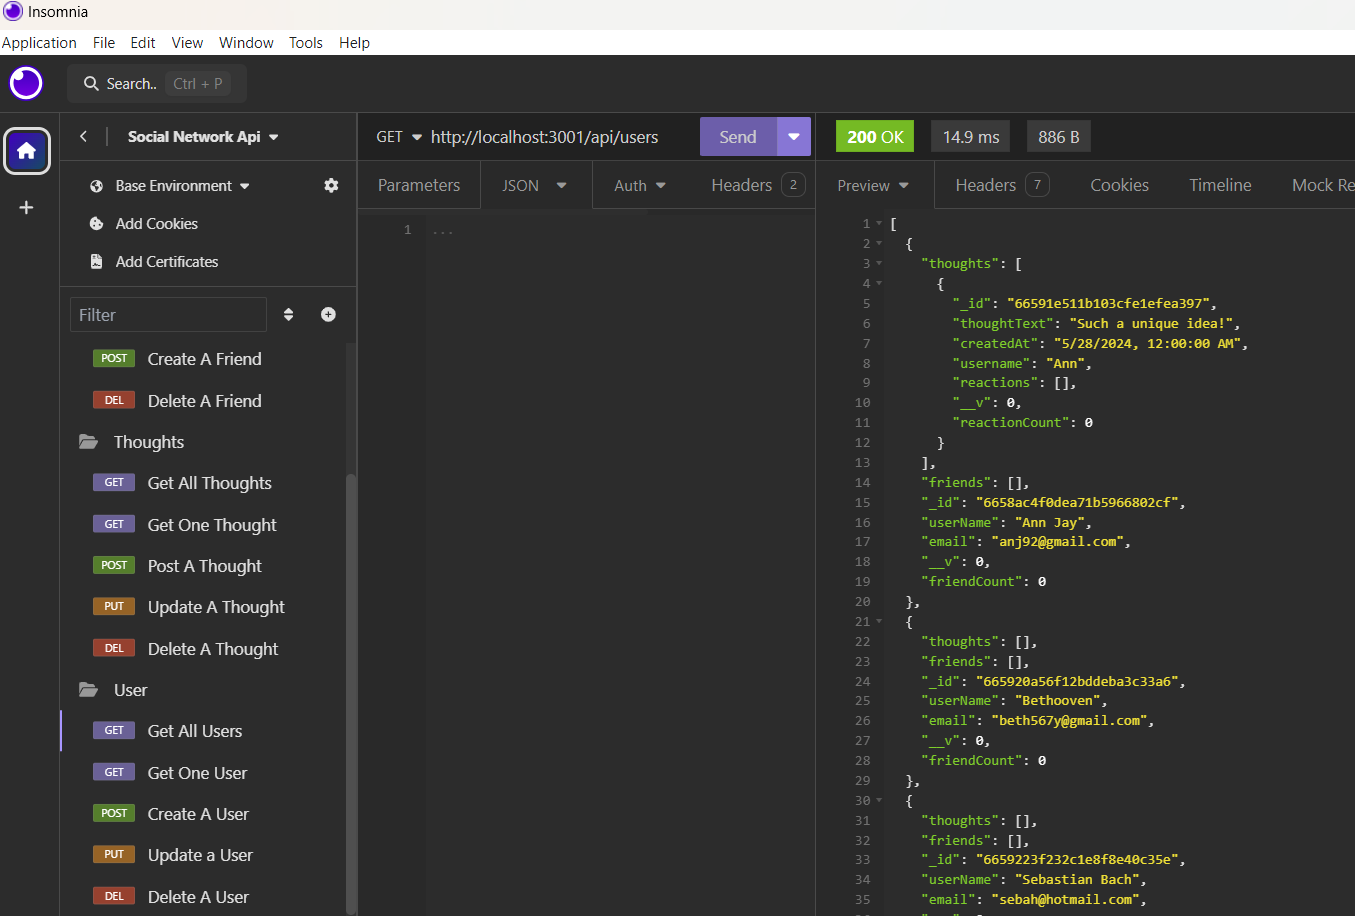 Insomnia
Application File Edit View Window Tools Help
Search.. Ctrl + P
Social Network Api
Base Environment
Add Cookies
Add Certificates
Filter
POST Create A Friend
DEL Delete A Friend
Thoughts
GET Get All Thoughts
GET Get One Thought
POST Post A Thought
PUT Update A Thought
DEL Delete A Thought
User
GET Get All Users
GET Get One User
POST Create A User
PUT Update a User
DEL Delete A User
GET http://localhost:3001/api/users Send
Parameters JSON Auth Headers 2
1 ...
200 OK 14.9 ms 886 B
Preview Headers 7 Cookies Timeline Mock Re
1 [
2 {
3 "thoughts": [
4 {
5 "_id": "66591e511b103cfe1efea397",
6 "thoughtText": "Such a unique idea!",
7 "createdAt": "5/28/2024, 12:00:00 AM",
8 "username": "Ann",
9 "reactions": [],
10 "__v": 0,
11 "reactionCount": 0
12 }
13 ],
14 "friends": [],
15 "_id": "6658ac4f0dea71b5966802cf",
16 "userName": "Ann Jay",
17 "email": "anj92@gmail.com",
18 "__v": 0,
19 "friendCount": 0
20 },
21 {
22 "thoughts": [],
23 "friends": [],
24 "_id": "665920a56f12bddeba3c33a6",
25 "userName": "Bethooven",
26 "email": "beth567y@gmail.com",
27 "__v": 0,
28 "friendCount": 0
29 },
30 {
31 "thoughts": [],
32 "friends": [],
33 "_id": "6659223f232c1e8f8e40c35e",
34 "userName": "Sebastian Bach",
35 "email": "sebah@hotmail.com",